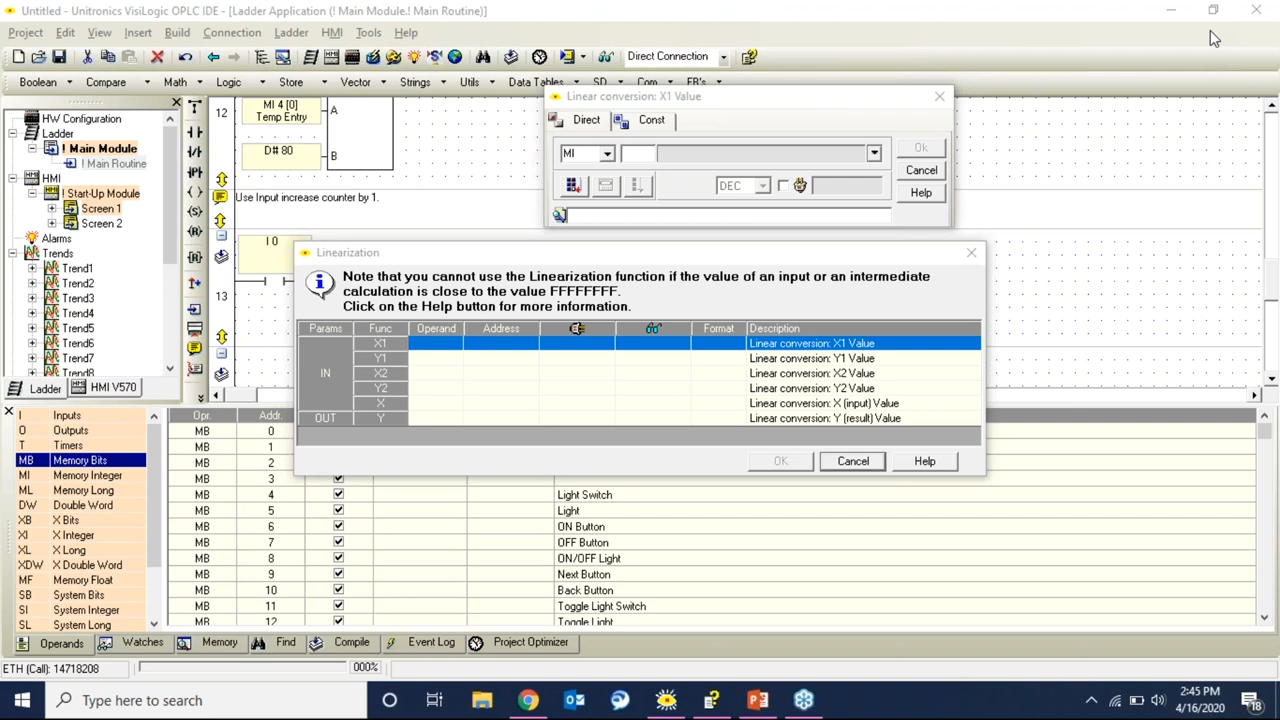 Untitled - Unitronics VisiLogic OPLC IDE - [Ladder Application (! Main Module.! Main Routine)]
Project Edit View Insert Build Connection Ladder HMI Tools Help
Direct Connection
Boolean Compare Math Logic Store Vector Strings Utils Data Tables SD Com FB's
HW Configuration
Ladder
! Main Module
! Main Routine
HMI
! Start-Up Module
Screen 1
Screen 2
Alarms
Trends
Trend1
Trend2
Trend3
Trend4
Trend5
Trend6
Trend7
Trend8
Ladder HMI V570
12
MI 4 [0]
Temp Entry
A
D# 80
B
Use Input increase counter by 1.
I 0
13
Linear conversion: X1 Value
Direct Const
MI
Ok
Cancel
DEC
Help
Linearization
Note that you cannot use the Linearization function if the value of an input or an intermediate
calculation is close to the value FFFFFFFF.
Click on the Help button for more information.
Params Func Operand Address Format Description
X1 Linear conversion: X1 Value
Y1 Linear conversion: Y1 Value
IN X2 Linear conversion: X2 Value
Y2 Linear conversion: Y2 Value
X Linear conversion: X (input) Value
OUT Y Linear conversion: Y (result) Value
OK Cancel Help
I Inputs
O Outputs
T Timers
MB Memory Bits
MI Memory Integer
ML Memory Long
DW Double Word
XB X Bits
XI X Integer
XL X Long
XDW X Double Word
MF Memory Float
SB System Bits
SI System Integer
SL System Long
Opr. Addr.
MB 0
MB 1
MB 2
MB 3
MB 4 Light Switch
MB 5 Light
MB 6 ON Button
MB 7 OFF Button
MB 8 ON/OFF Light
MB 9 Next Button
MB 10 Back Button
MB 11 Toggle Light Switch
MB 12 Toggle Light
Operands Watches Memory Find Compile Event Log Project Optimizer
ETH (Call): 14718208 000%
Type here to search
2:45 PM
4/16/2020
18